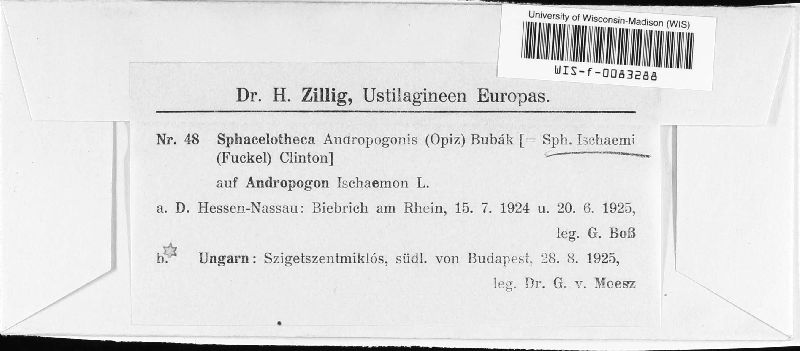 University of Wisconsin-Madison (WIS)
WIS-f-0083288
Dr. H. Zillig, Ustilagineen Europas.
Nr. 48 Sphacelotheca Andropogonis (Opiz) Bubák [= Sph. Ischaemi
(Fuckel) Clinton]
auf Andropogon Ischaemon L.
a. D. Hessen-Nassau: Biebrich am Rhein, 15. 7. 1924 u. 20. 6. 1925,
leg. G. Boß
b. Ungarn: Szigetszentmiklós, südl. von Budapest, 28. 8. 1925,
leg. Dr. G. v. Moesz